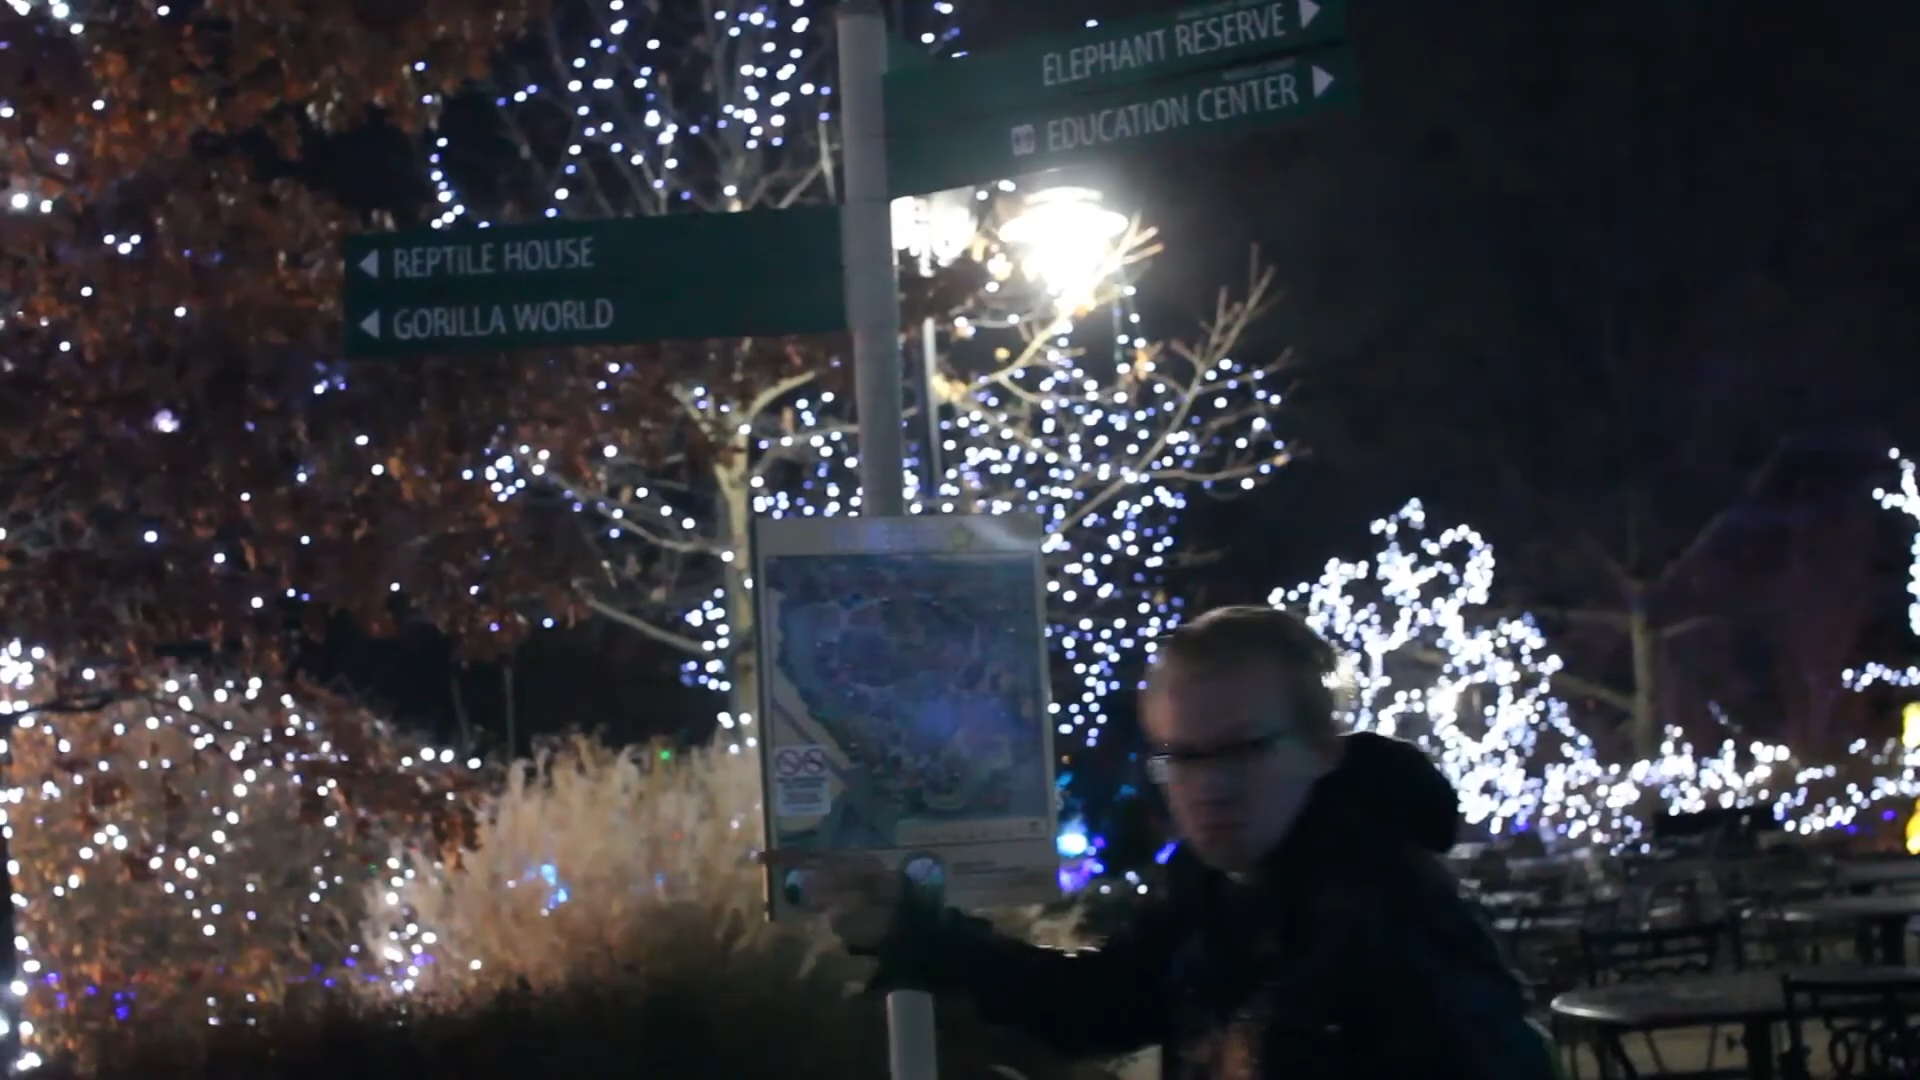 ELEPHANT RESERVE
EDUCATION CENTER
REPTILE HOUSE
GORILLA WORLD